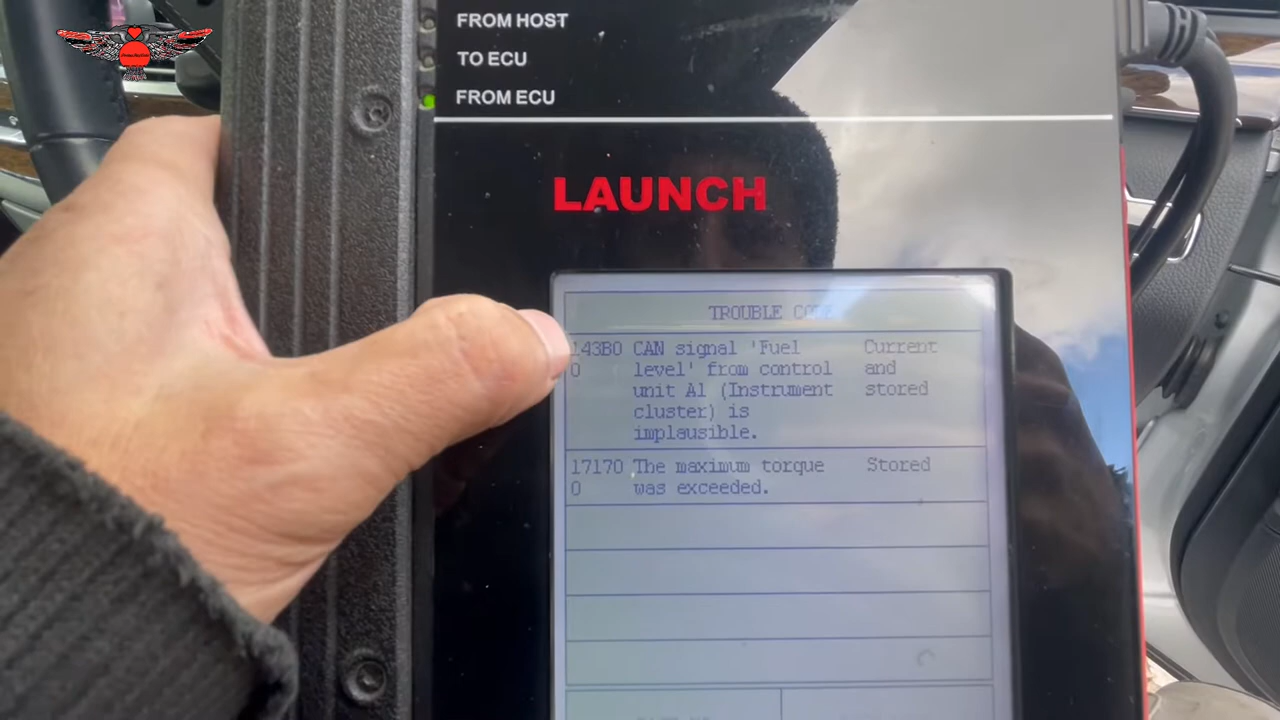 FROM HOST
TO ECU
FROM ECU
LAUNCH
TROUBLE
143B0 CAN signal 'Fuel Current
0 level' from control and
unit A1 (Instrument stored
cluster) is
implausible.
17170 The maximum torque Stored
0 was exceeded.